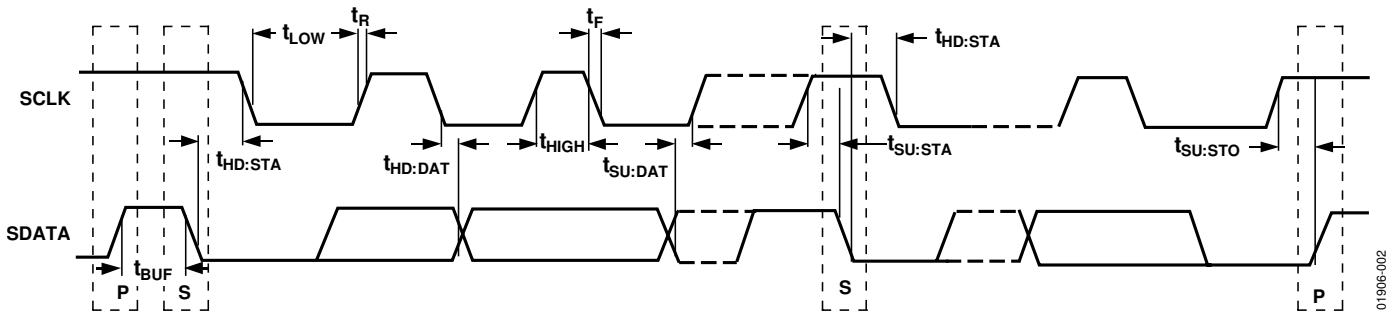 tLOW
tR
tF
tHD:STA
SCLK
tHD:STA
tHD:DAT
tHIGH
tSU:DAT
tSU:STA
tSU:STO
SDATA
tBUF
P
S
S
P
01906-002